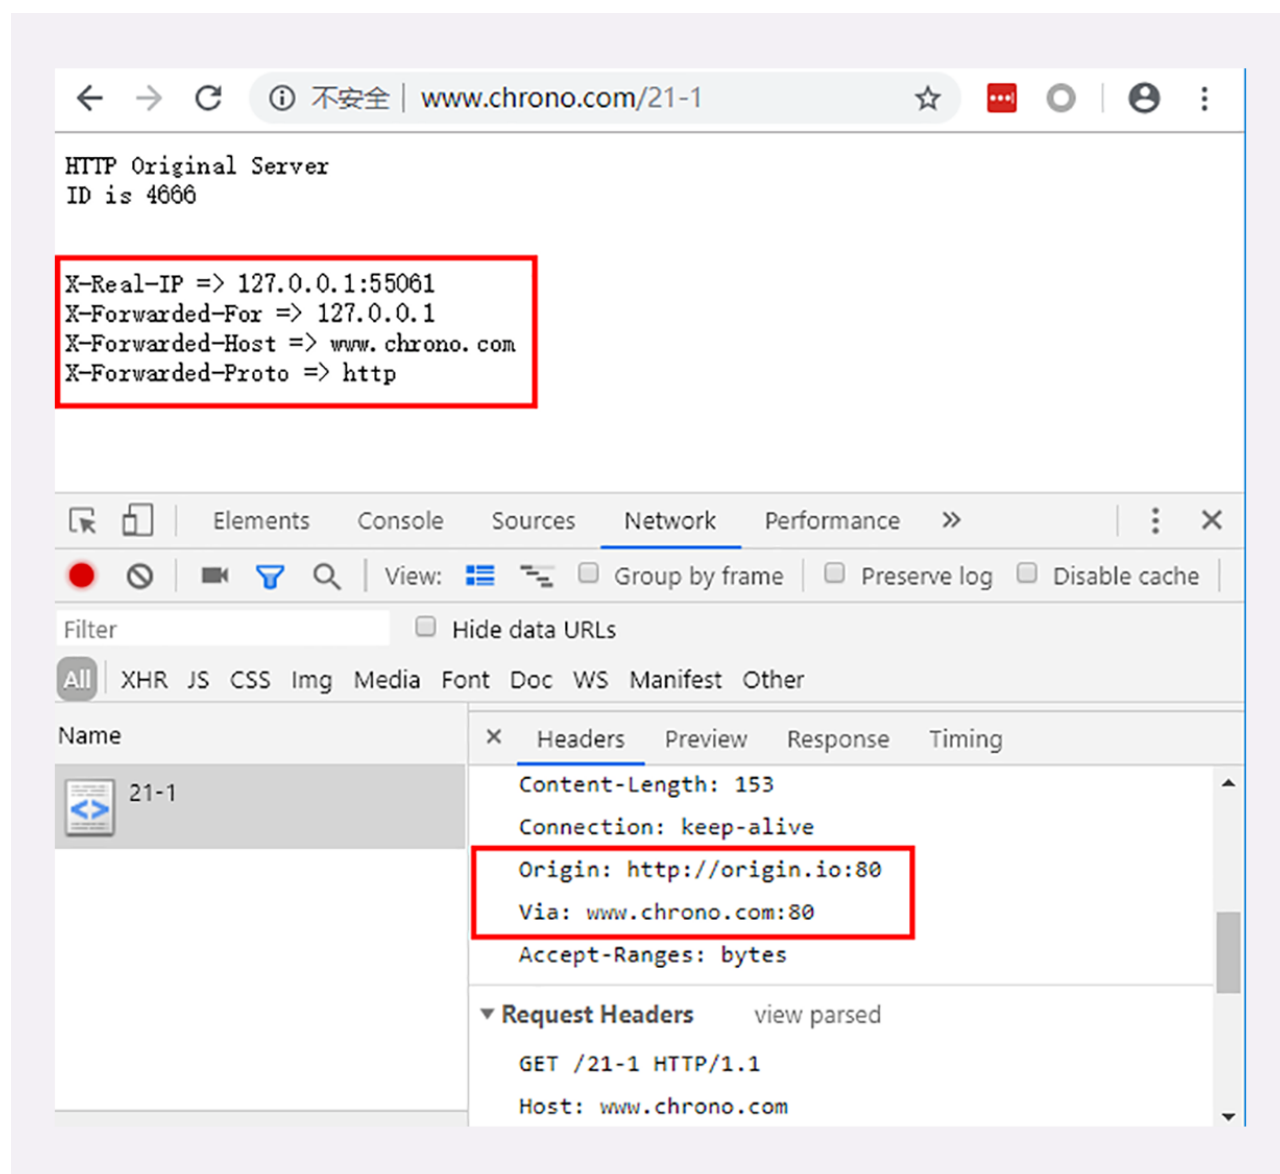 不安全 | www.chrono.com/21-1
HTTP Original Server
ID is 4666
X-Real-IP => 127.0.0.1:55061
X-Forwarded-For => 127.0.0.1
X-Forwarded-Host => www.chrono.com
X-Forwarded-Proto => http
Elements Console Sources Network Performance »
View: Group by frame Preserve log Disable cache
Filter Hide data URLs
All XHR JS CSS Img Media Font Doc WS Manifest Other
Name
21-1
× Headers Preview Response Timing
Content-Length: 153
Connection: keep-alive
Origin: http://origin.io:80
Via: www.chrono.com:80
Accept-Ranges: bytes
Request Headers view parsed
GET /21-1 HTTP/1.1
Host: www.chrono.com